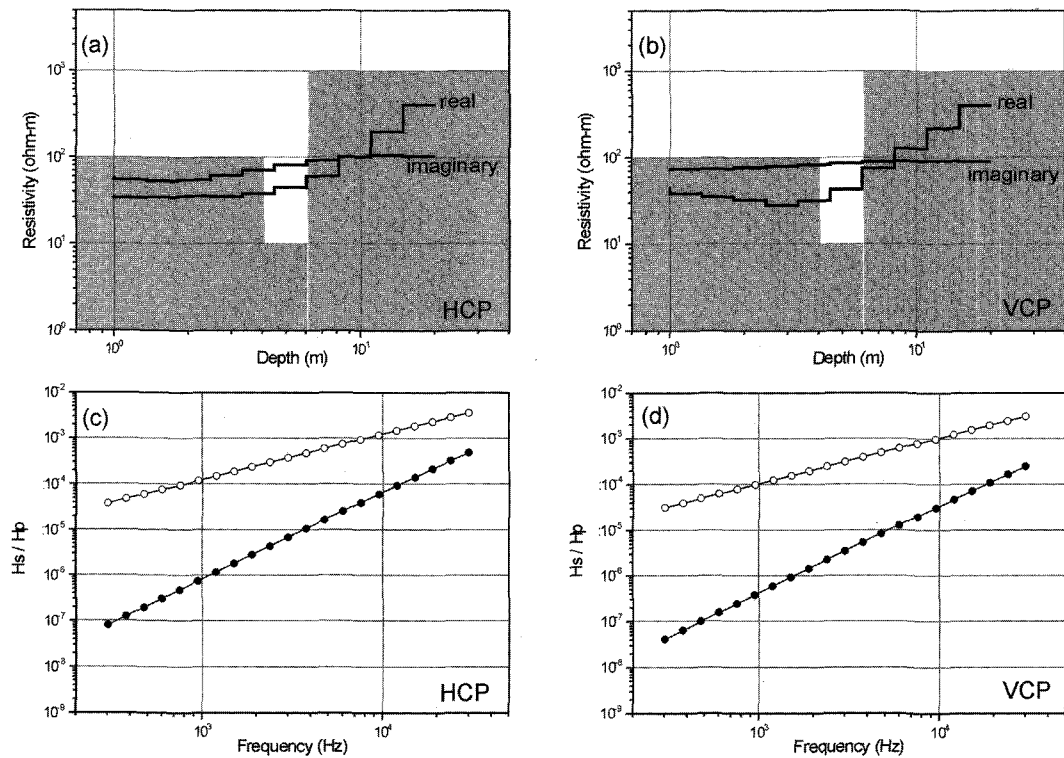 (a)
10³
10²
10¹
10⁰
Resistivity (ohm-m)
real
imaginary
HCP
10⁰
10¹
Depth (m)
(b)
10³
10²
10¹
10⁰
Resistivity (ohm-m)
real
imaginary
VCP
10⁰
10¹
Depth (m)
(c)
10⁻²
10⁻³
10⁻⁴
10⁻⁵
10⁻⁶
10⁻⁷
10⁻⁸
10⁻⁹
Hs / Hp
HCP
10³
10⁴
Frequency (Hz)
(d)
10⁻²
10⁻³
10⁻⁴
10⁻⁵
10⁻⁶
10⁻⁷
10⁻⁸
10⁻⁹
Hs / Hp
VCP
10³
10⁴
Frequency (Hz)